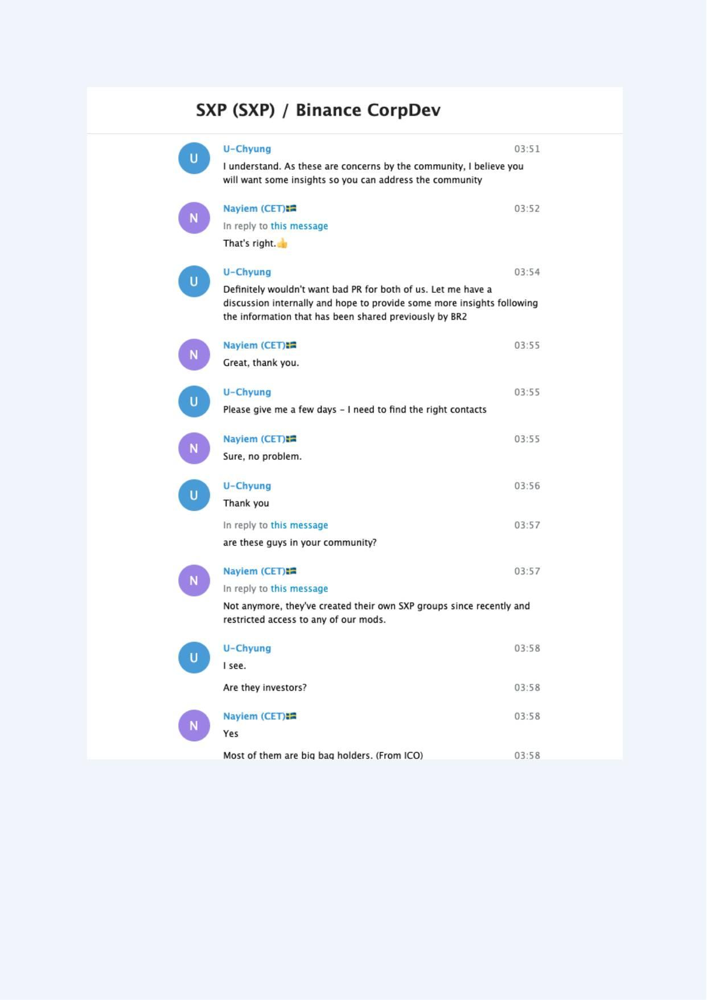 SXP (SXP) / Binance CorpDev
U
U-Chyung 03:51
I understand. As these are concerns by the community, I believe you
will want some insights so you can address the community
N
Nayiem (CET)🇸🇪 03:52
In reply to this message
That's right.👍
U
U-Chyung 03:54
Definitely wouldn't want bad PR for both of us. Let me have a
discussion internally and hope to provide some more insights following
the information that has been shared previously by BR2
N
Nayiem (CET)🇸🇪 03:55
Great, thank you.
U
U-Chyung 03:55
Please give me a few days – I need to find the right contacts
N
Nayiem (CET)🇸🇪 03:55
Sure, no problem.
U
U-Chyung 03:56
Thank you
In reply to this message 03:57
are these guys in your community?
N
Nayiem (CET)🇸🇪 03:57
In reply to this message
Not anymore, they've created their own SXP groups since recently and
restricted access to any of our mods.
U
U-Chyung 03:58
I see.
Are they investors? 03:58
N
Nayiem (CET)🇸🇪 03:58
Yes
Most of them are big bag holders. (From ICO) 03:58